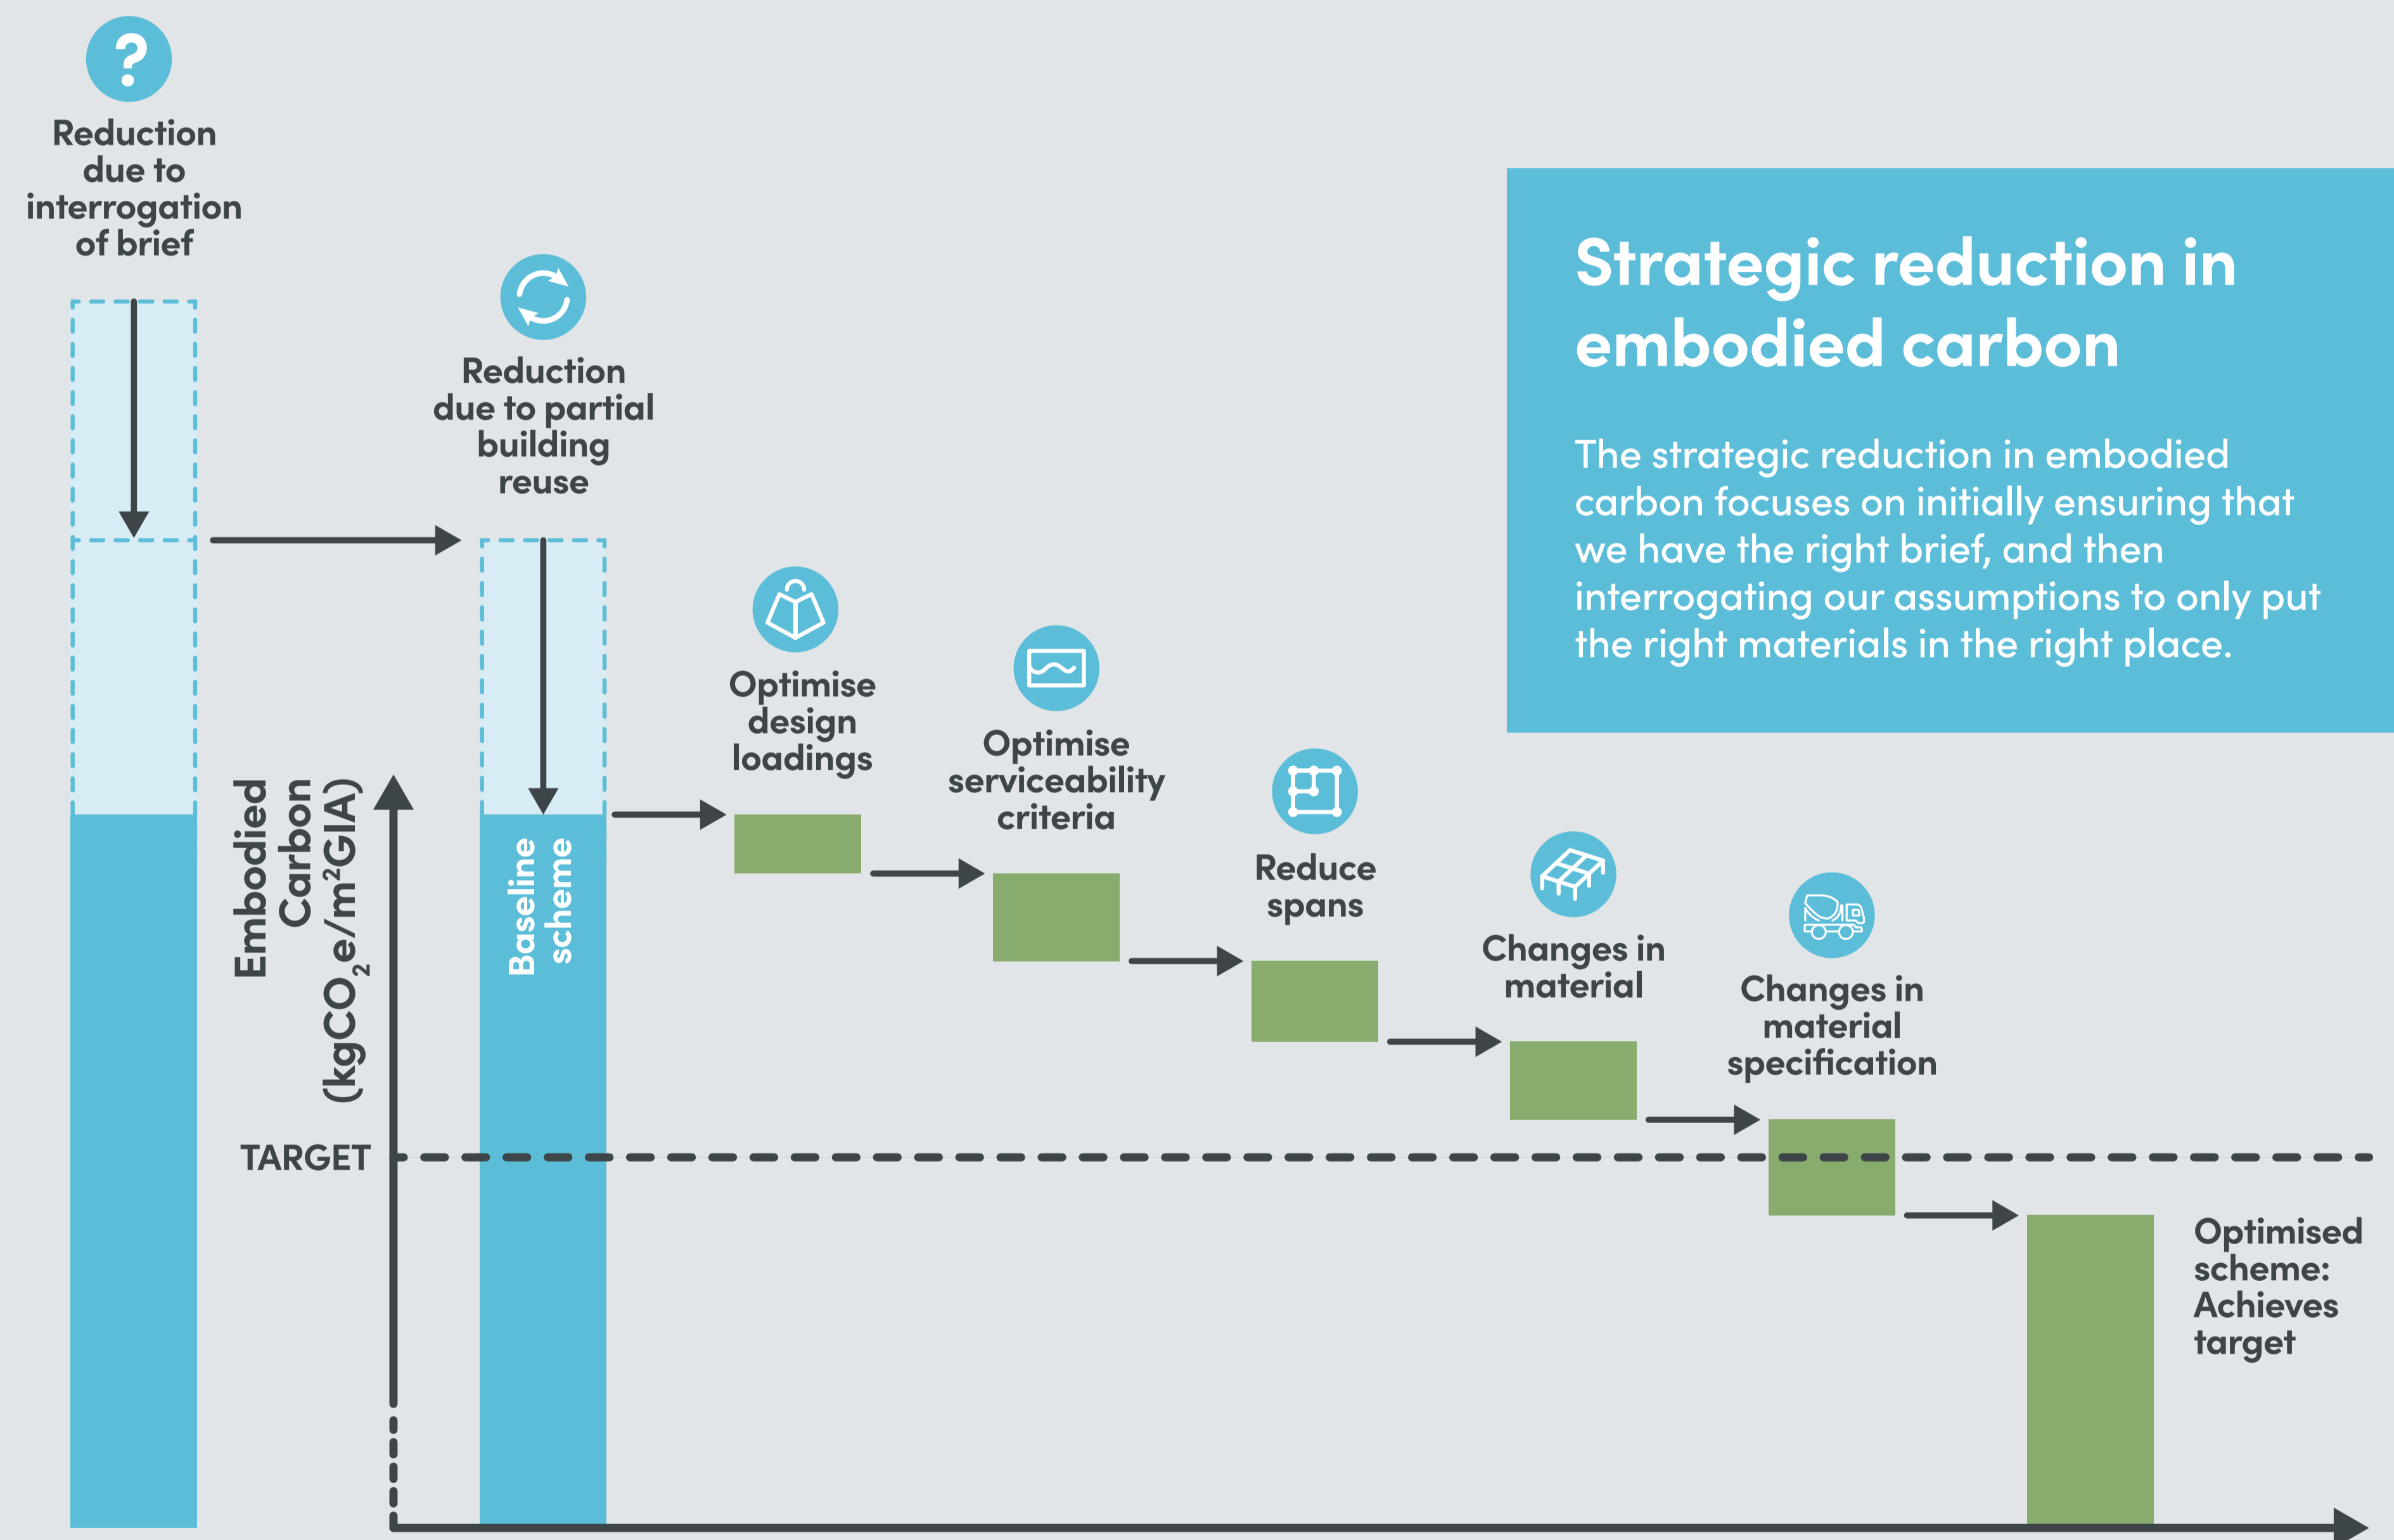 ?
Reduction
due to
interrogation
of brief
Reduction
due to partial
building
reuse
Strategic reduction in
embodied carbon
The strategic reduction in embodied
carbon focuses on initially ensuring that
we have the right brief, and then
interrogating our assumptions to only put
the right materials in the right place.
Optimise
design
loadings
Optimise
serviceability
criteria
Reduce
spans
Changes in
material
Changes in
material
specification
Embodied
Carbon
(kgCO₂e/m²GIA)
Baseline
scheme
TARGET
Optimised
scheme:
Achieves
target